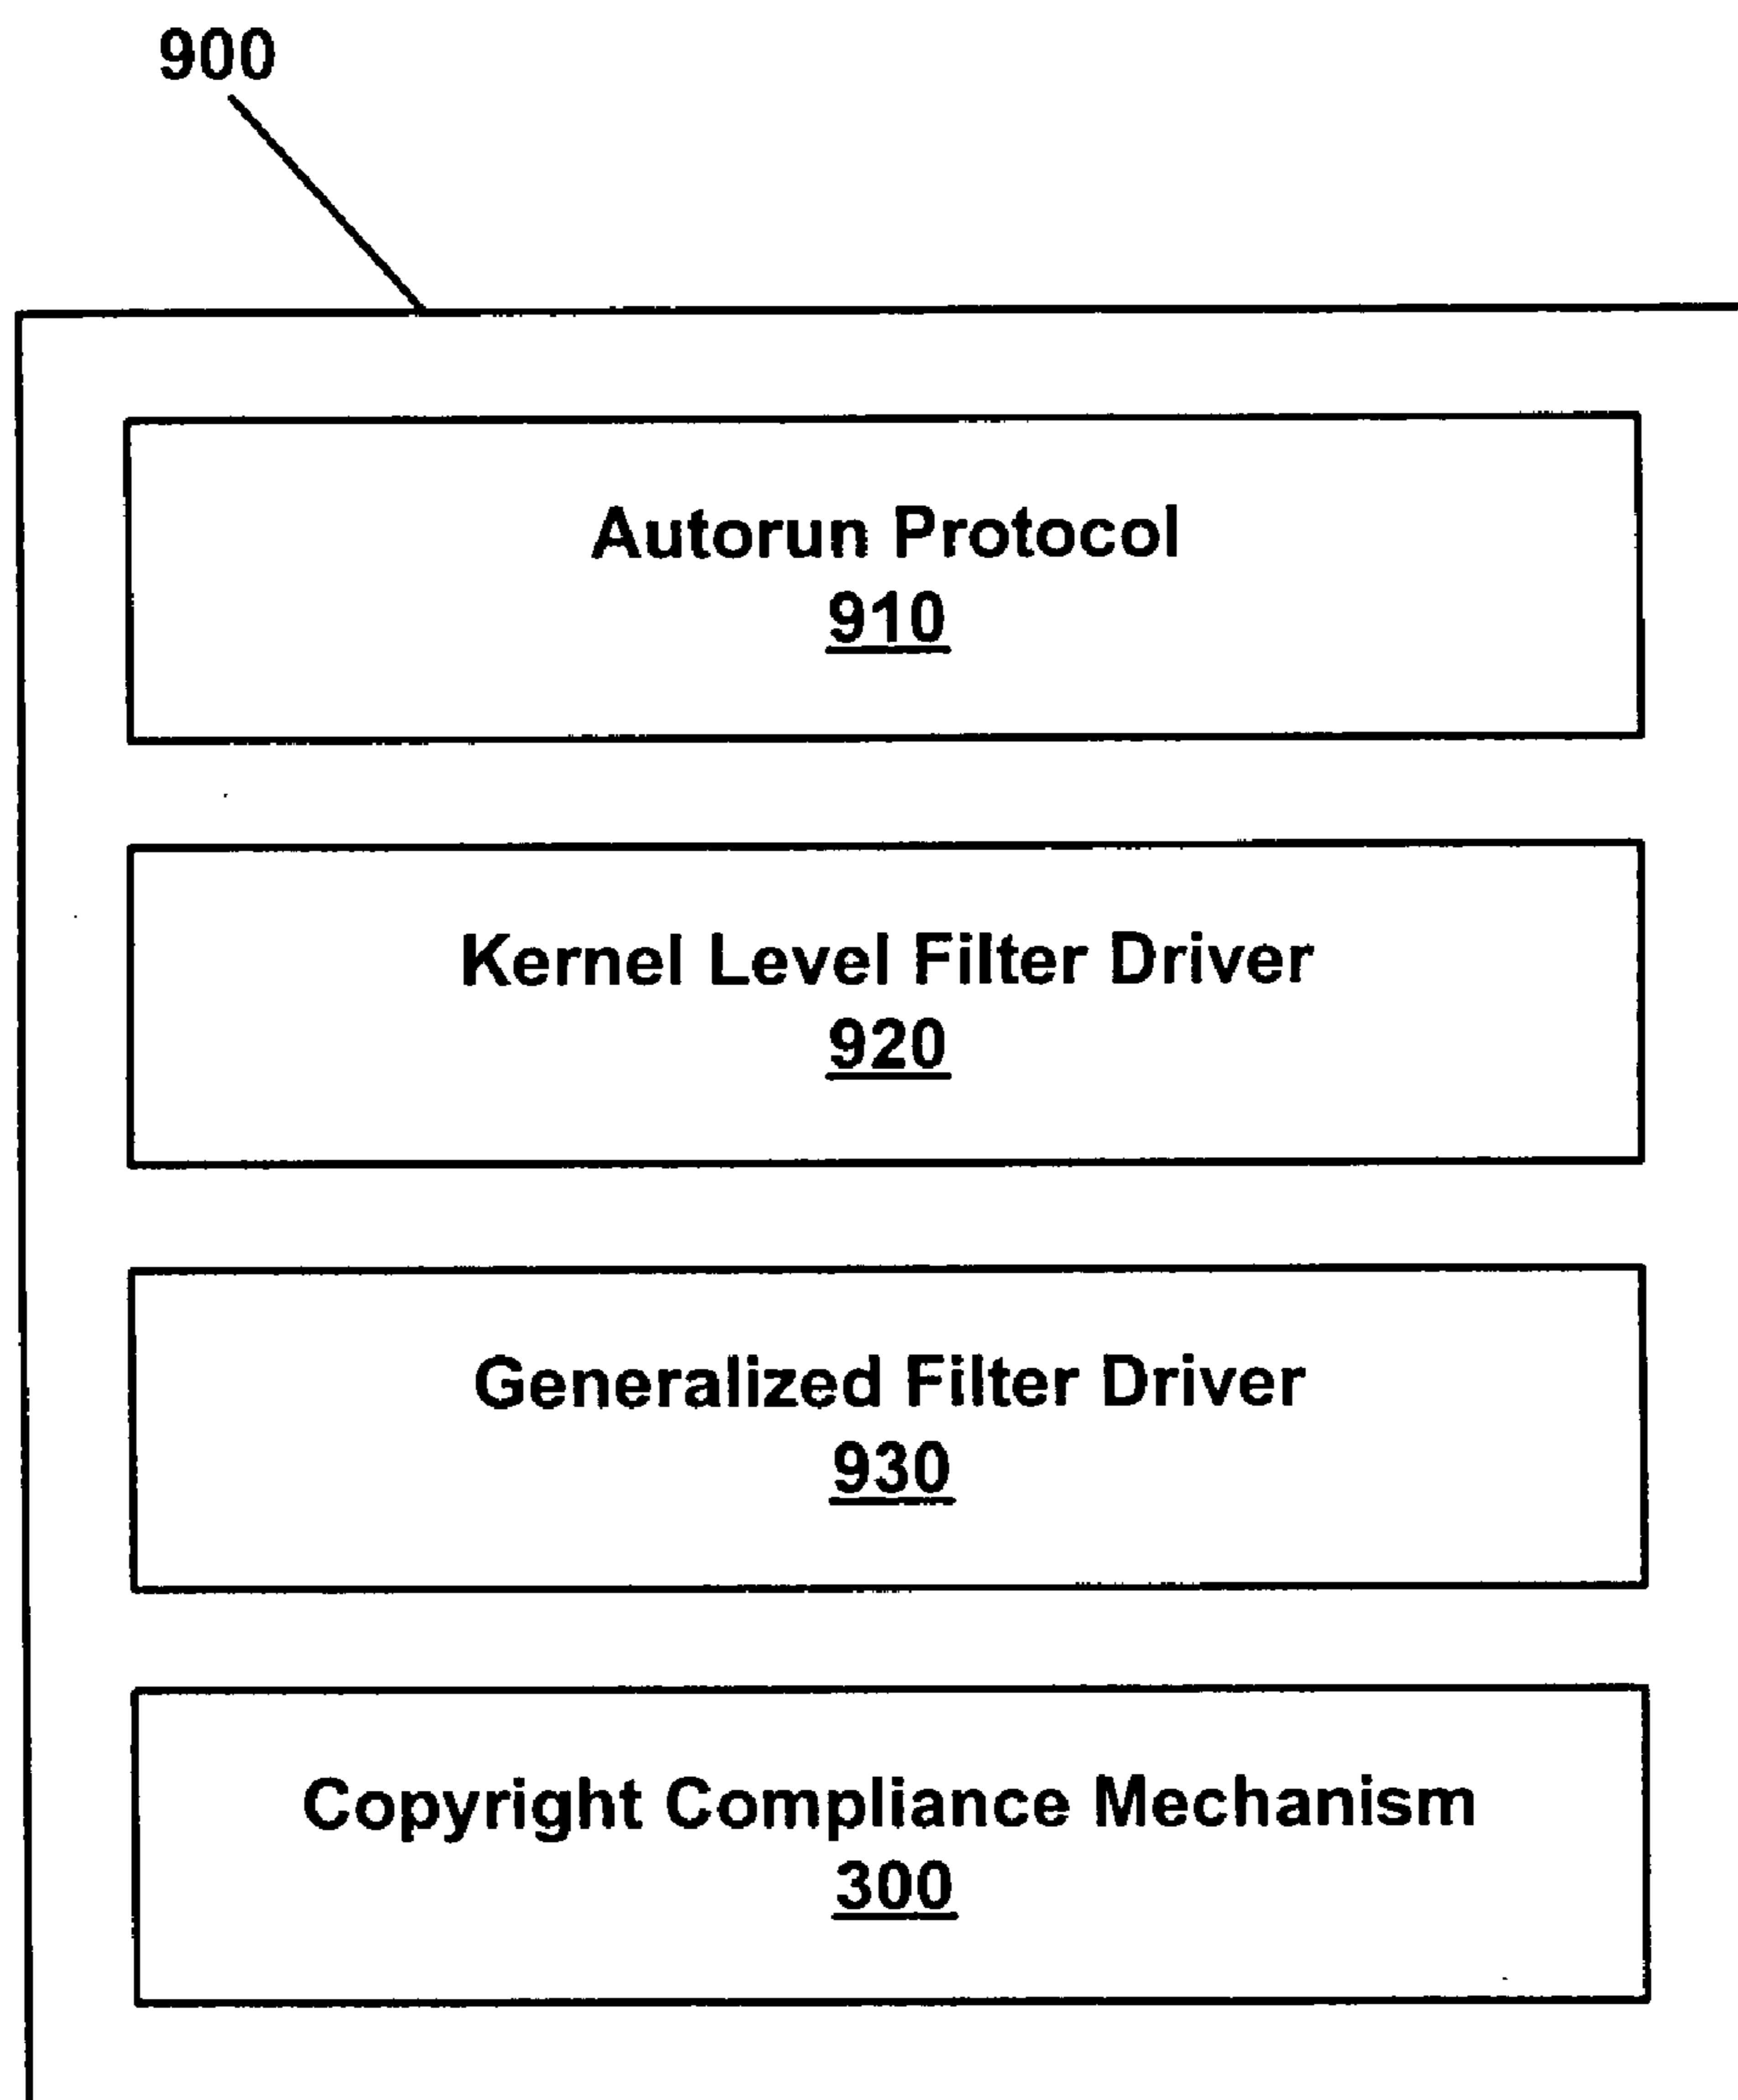 900
Autorun Protocol
910
Kernel Level Filter Driver
920
Generalized Filter Driver
930
Copyright Compliance Mechanism
300